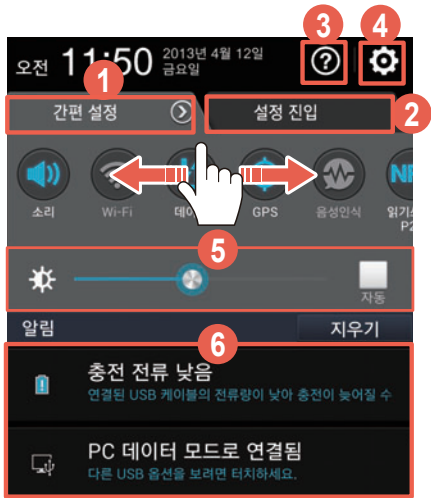 3
4
오전 11:50 2013년 4월 12일
금요일
1
간편 설정
설정 진입
2
소리
Wi-Fi
GPS
음성인식
5
자동
알림
지우기
6
충전 전류 낮음
연결된 USB 케이블의 전류량이 낮아 충전이 늦어질 수
PC 데이터 모드로 연결됨
다른 USB 옵션을 보려면 터치하세요.